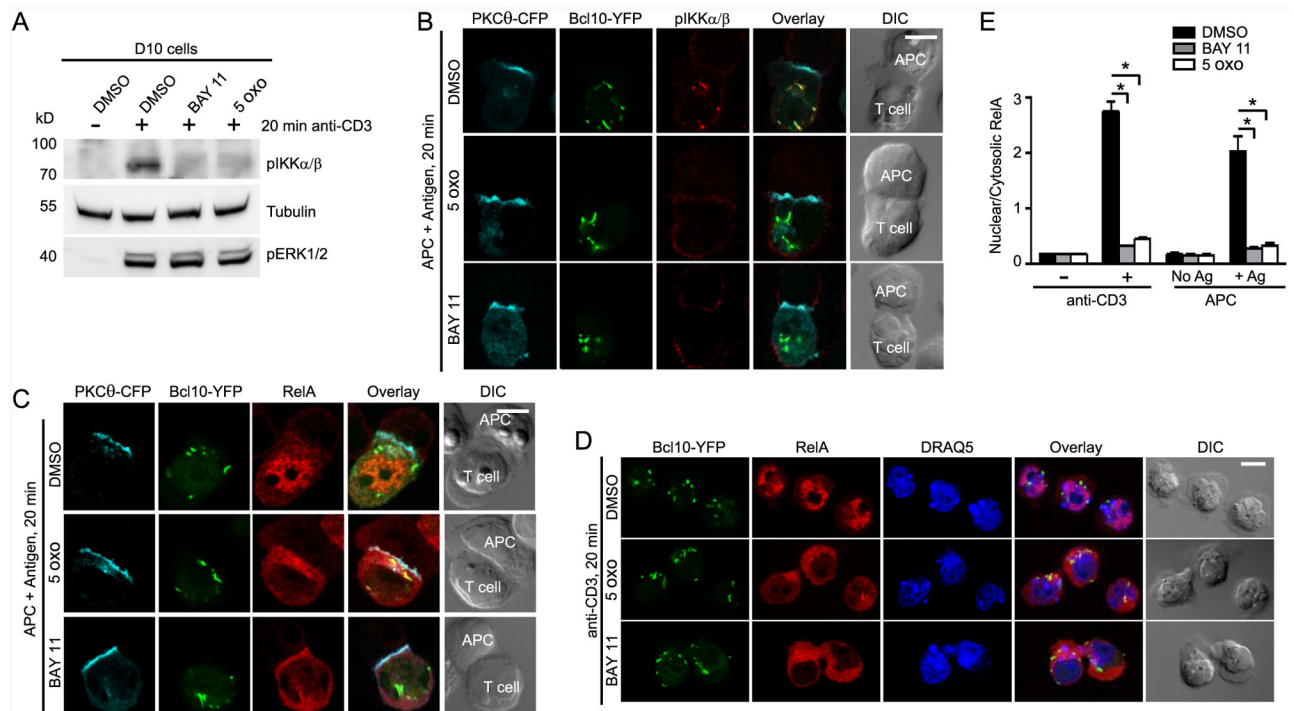 A
D10 cells
DMSO
DMSO
BAY 11
5 oxo
kD
– + + + 20 min anti-CD3
100
70
pIKKα/β
55
Tubulin
40
pERK1/2
B
PKCθ-CFP Bcl10-YFP pIKKα/β Overlay DIC
APC + Antigen, 20 min
DMSO
APC
T cell
5 oxo
APC
T cell
BAY 11
APC
T cell
E
DMSO
BAY 11
5 oxo
Nuclear/Cytosolic RelA
3
2
1
0
*
*
*
*
– + No Ag + Ag
anti-CD3 APC
C
PKCθ-CFP Bcl10-YFP RelA Overlay DIC
APC + Antigen, 20 min
DMSO
APC
T cell
5 oxo
APC
T cell
BAY 11
APC
T cell
D
Bcl10-YFP RelA DRAQ5 Overlay DIC
anti-CD3, 20 min
DMSO
5 oxo
BAY 11